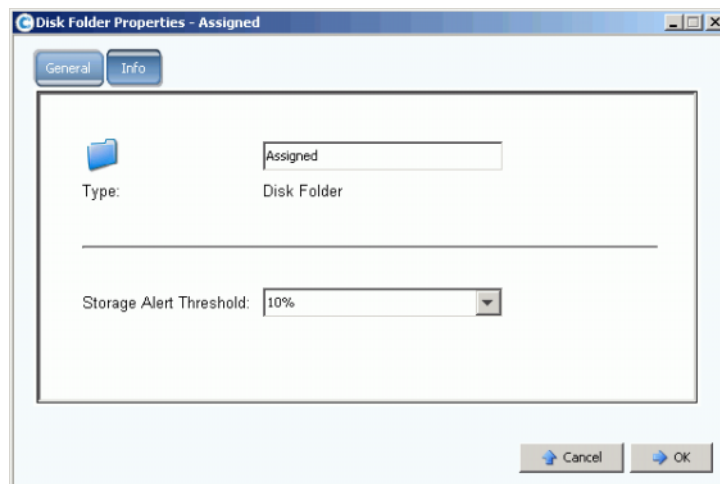 Disk Folder Properties - Assigned
General Info
Assigned
Type: Disk Folder
Storage Alert Threshold: 10%
Cancel OK